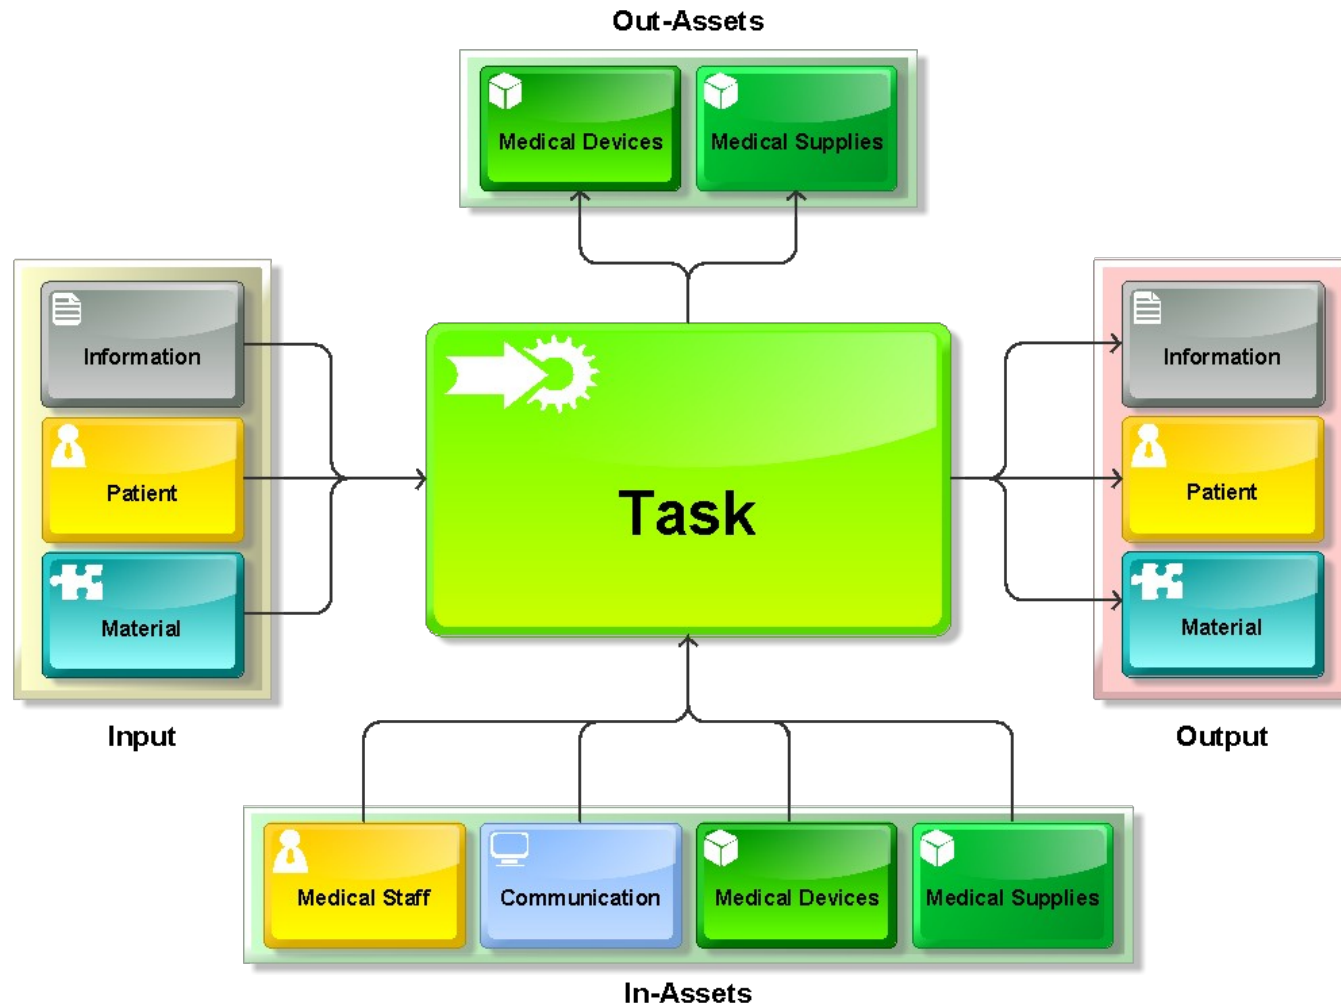 Out-Assets
Medical Devices
Medical Supplies
Information
Patient
Material
Input
Task
Information
Patient
Material
Output
Medical Staff
Communication
Medical Devices
Medical Supplies
In-Assets